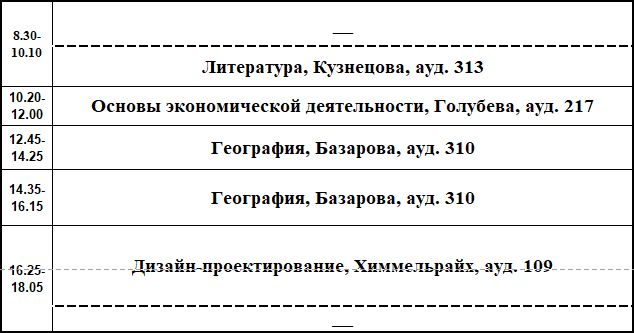 8.30-
10.10
—
Литература, Кузнецова, ауд. 313
10.20-
12.00
Основы экономической деятельности, Голубева, ауд. 217
12.45-
14.25
География, Базарова, ауд. 310
14.35-
16.15
География, Базарова, ауд. 310
16.25-
18.05
Дизайн-проектирование, Химмельрайх, ауд. 109
—